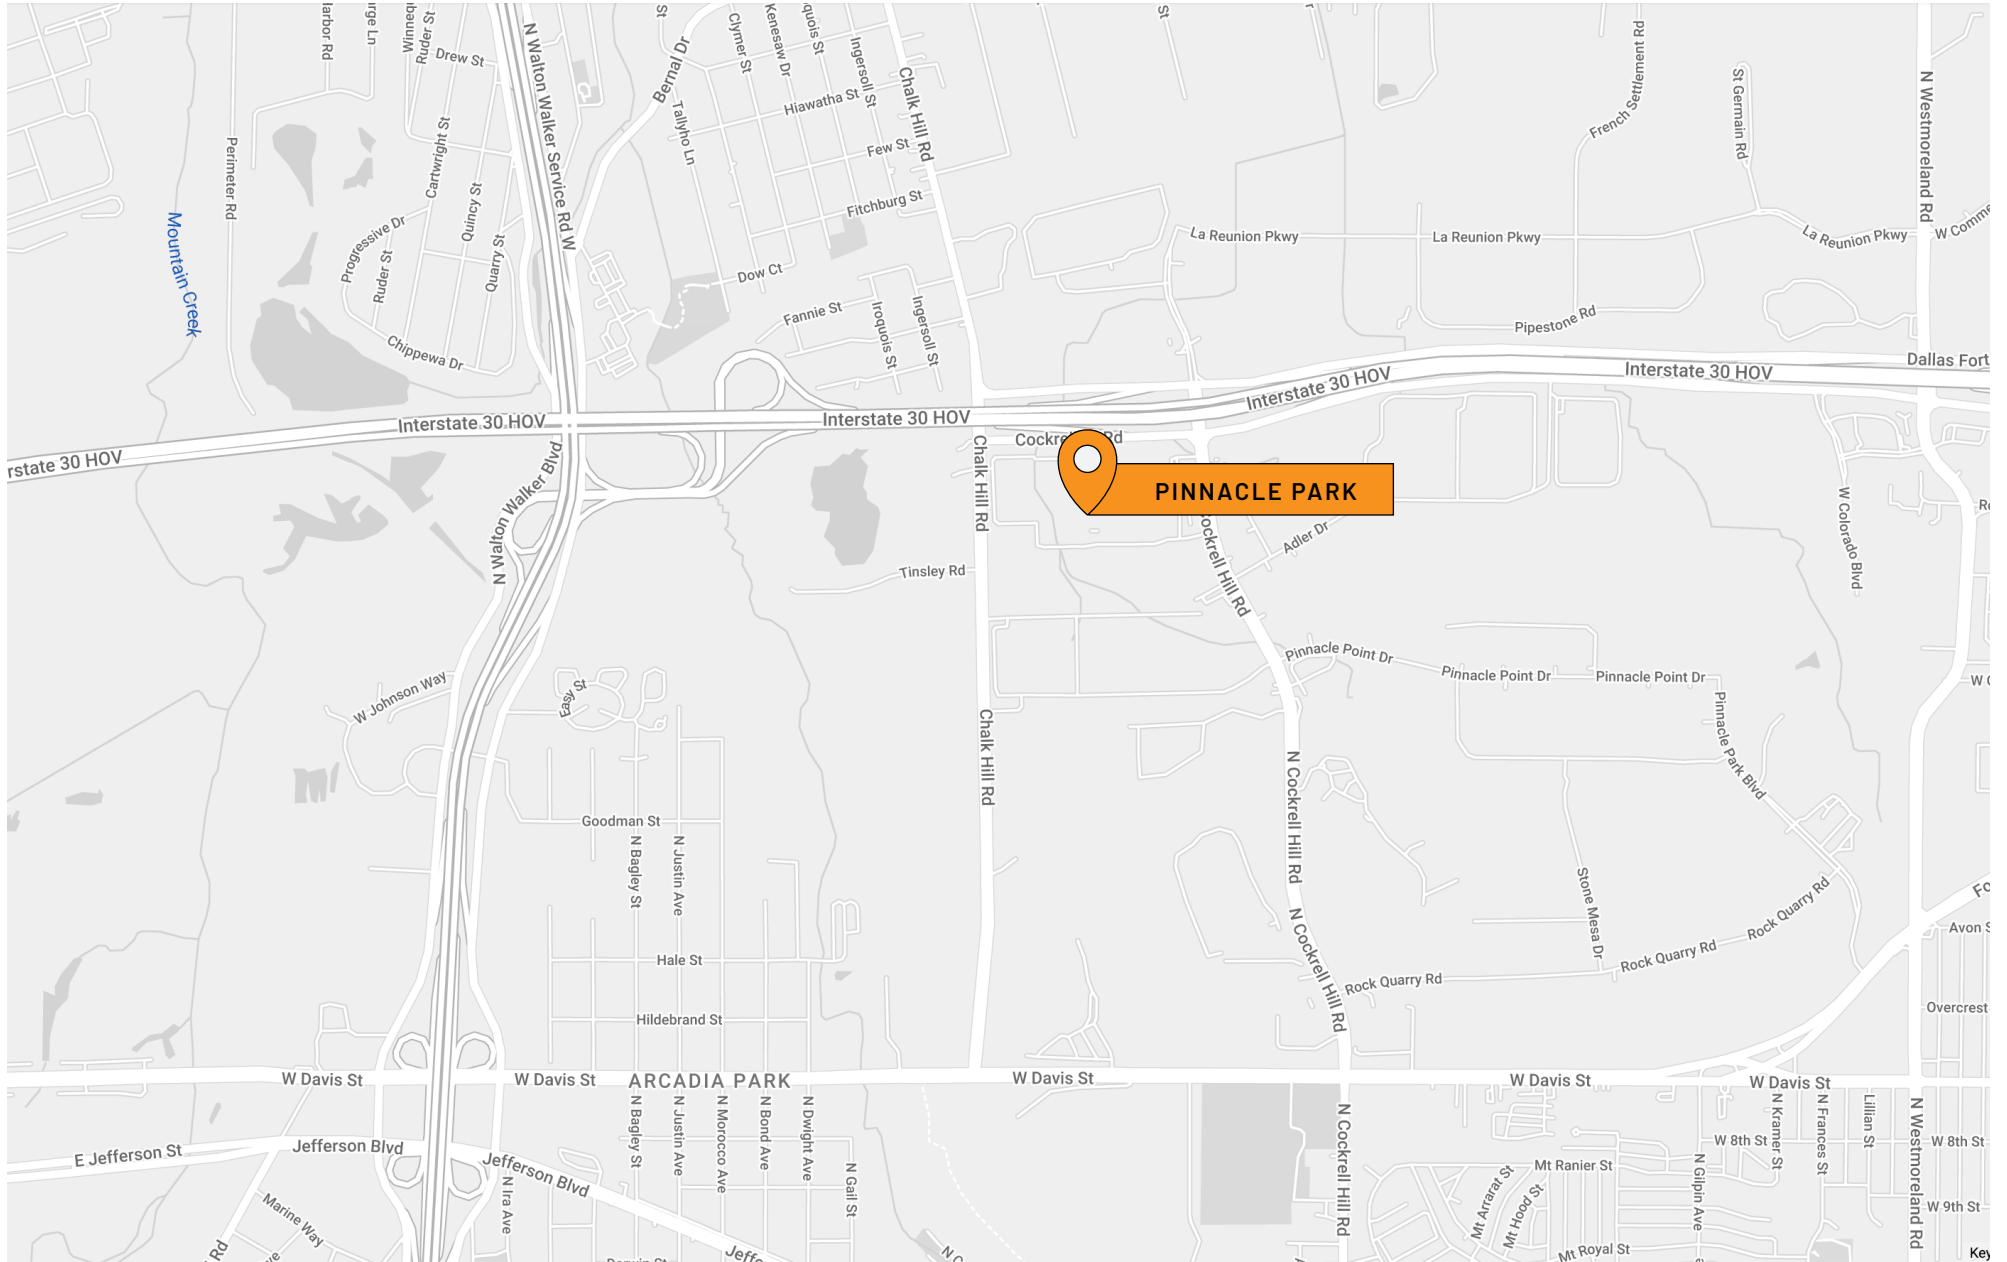 Harbor Rd
Drew St
Ruder St
N Walton Walker Service Rd W
Bernal Dr
St
Clymer St
Kenesaw Dr
Ingersoll St
Hiawatha St
Chalk Hill Rd
St
French Settlement Rd
St Germain Rd
N Westmoreland Rd
Perimeter Rd
Cartwright St
Tallyho Ln
Few St
Quincy St
Fitchburg St
Mountain Creek
Progressive Dr
Ruder St
Quarry St
La Reunion Pkwy
La Reunion Pkwy
La Reunion Pkwy
Dow Ct
Fannie St
Iroquois St
Ingersoll St
Pipestone Rd
Chippewa Dr
Dallas Fort
Interstate 30 HOV
Interstate 30 HOV
Interstate 30 HOV
Interstate 30 HOV
Interstate 30 HOV
Rd
N Walton Walker Blvd
Chalk Hill Rd
PINNACLE PARK
Cockrell Hill Rd
Adler Dr
W Colorado Blvd
Tinsley Rd
Pinnacle Point Dr
Pinnacle Point Dr
Pinnacle Point Dr
W Johnson Way
Easy St
Pinnacle Park Blvd
Chalk Hill Rd
N Cockrell Hill Rd
Goodman St
N Bagley St
N Justin Ave
Stone Mesa Dr
Rock Quarry Rd
Avon S
N Cockrell Hill Rd
Hale St
Rock Quarry Rd
Rock Quarry Rd
Overcrest
Hildebrand St
W Davis St
W Davis St
ARCADIA PARK
W Davis St
W Davis St
W Davis St
N Bagley St
N Justin Ave
N Morocco Ave
N Bond Ave
N Dwight Ave
N Cockrell Hill Rd
N Kramer St
N Frances St
Lillian St
N Westmoreland Rd
E Jefferson St
Jefferson Blvd
Jefferson Blvd
W 8th St
W 8th St
Mt Ranier St
N Gilpin Ave
N Ira Ave
N Gail St
Mt Ararat St
Mt Hood St
W 9th St
Marine Way
Rd
Mt Royal St
Key